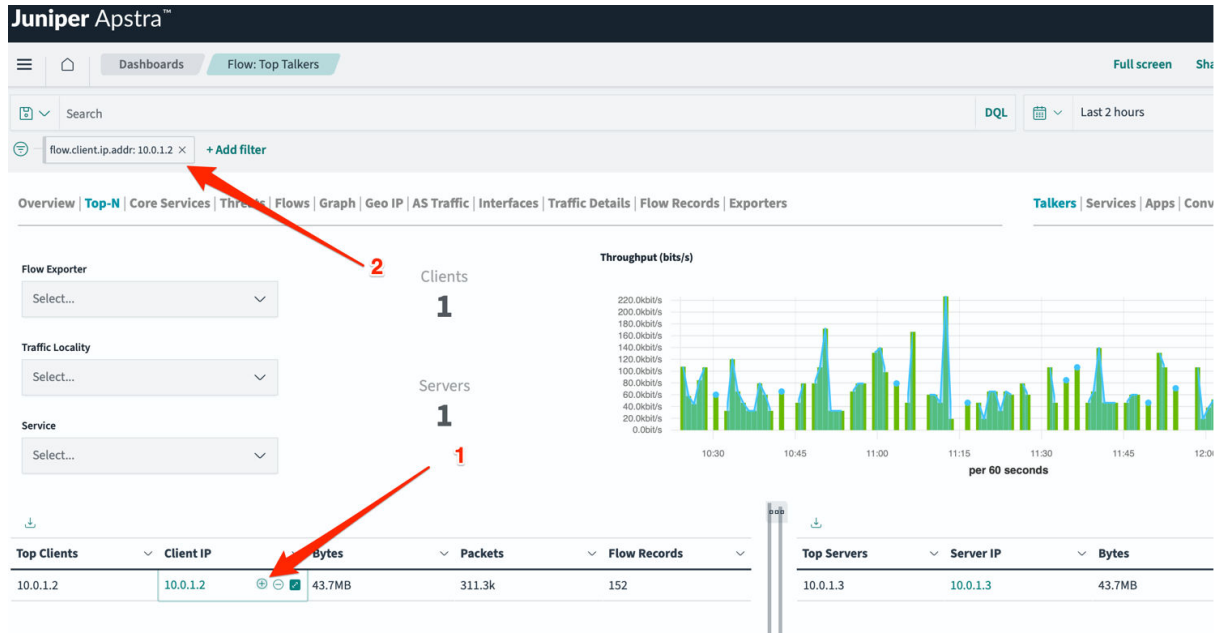 Juniper Apstra™
Dashboards Flow: Top Talkers Full screen Sha
Search DQL Last 2 hours
flow.client.ip.addr: 10.0.1.2 × + Add filter
Overview | Top-N | Core Services | Threats | Flows | Graph | Geo IP | AS Traffic | Interfaces | Traffic Details | Flow Records | Exporters Talkers | Services | Apps | Conv
2
Flow Exporter
Select...
Traffic Locality
Select...
Service
Select...
Clients
1
Servers
1
1
Throughput (bits/s)
220.0kbit/s
200.0kbit/s
180.0kbit/s
160.0kbit/s
140.0kbit/s
120.0kbit/s
100.0kbit/s
80.0kbit/s
60.0kbit/s
40.0kbit/s
20.0kbit/s
0.0bit/s
10:30 10:45 11:00 11:15 11:30 11:45 12:00
per 60 seconds
Top Clients Client IP Bytes Packets Flow Records
10.0.1.2 10.0.1.2 43.7MB 311.3k 152
Top Servers Server IP Bytes
10.0.1.3 10.0.1.3 43.7MB